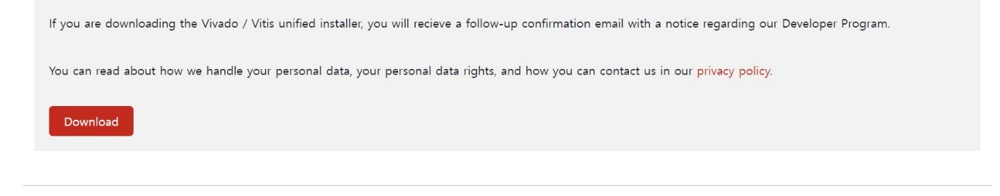 If you are downloading the Vivado / Vitis unified installer, you will recieve a follow-up confirmation email with a notice regarding our Developer Program.
You can read about how we handle your personal data, your personal data rights, and how you can contact us in our privacy policy.
Download